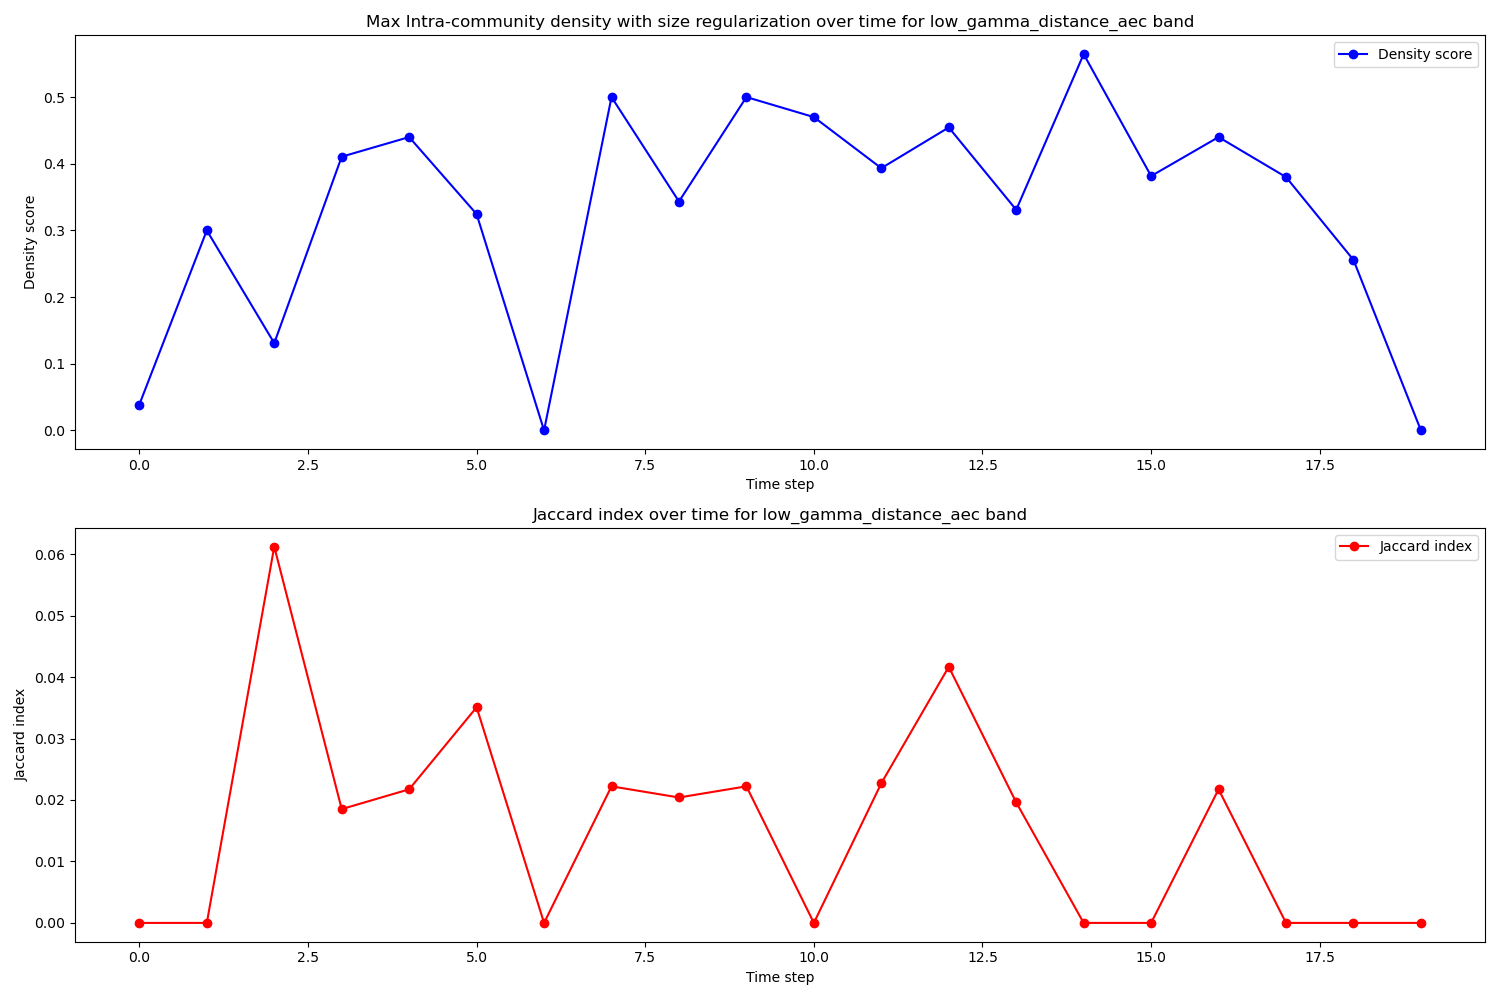 Max Intra-community density with size regularization over time for low_gamma_distance_aec band
Density score
0.5
0.4
0.3
0.2
0.1
0.0
Density score
0.0 2.5 5.0 7.5 10.0 12.5 15.0 17.5
Time step
Jaccard index over time for low_gamma_distance_aec band
Jaccard index
0.06
0.05
0.04
0.03
0.02
0.01
0.00
Jaccard index
0.0 2.5 5.0 7.5 10.0 12.5 15.0 17.5
Time step